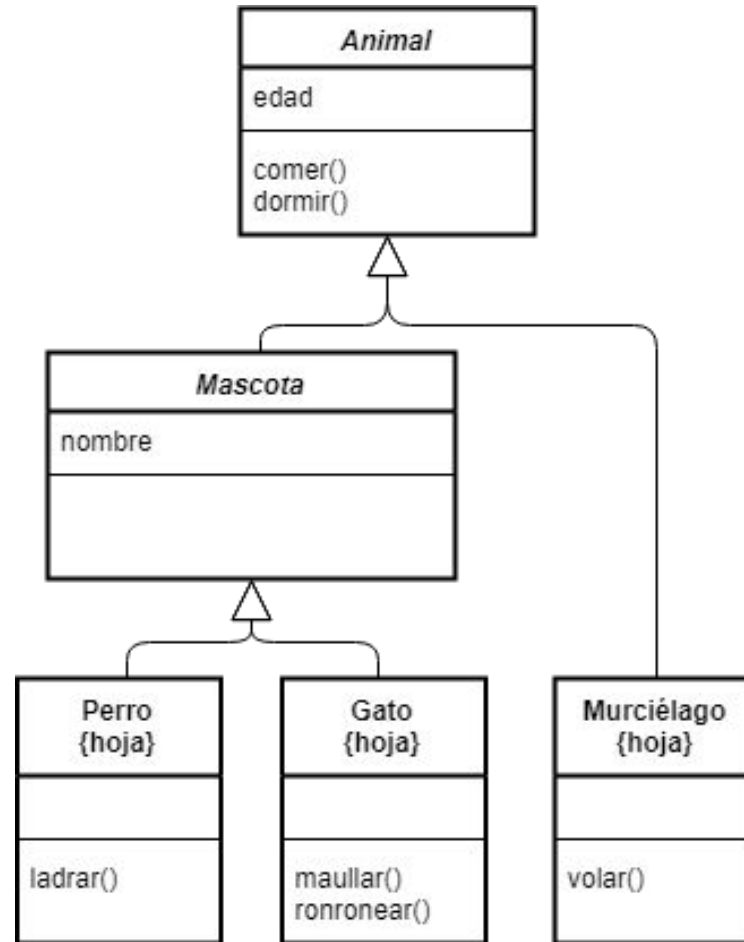 Animal
edad
comer()
dormir()
Mascota
nombre
Perro
{hoja}
ladrar()
Gato
{hoja}
maullar()
ronronear()
Murciélago
{hoja}
volar()